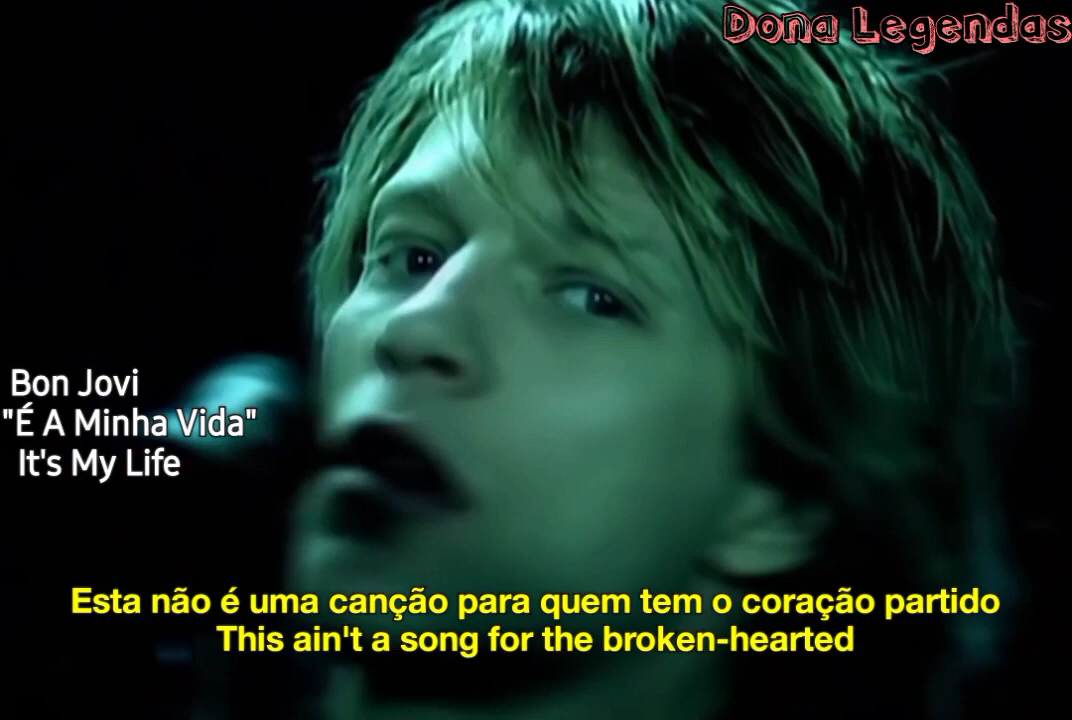 Dona Legendas
Bon Jovi
"É A Minha Vida"
It's My Life
Esta não é uma canção para quem tem o coração partido
This ain't a song for the broken-hearted